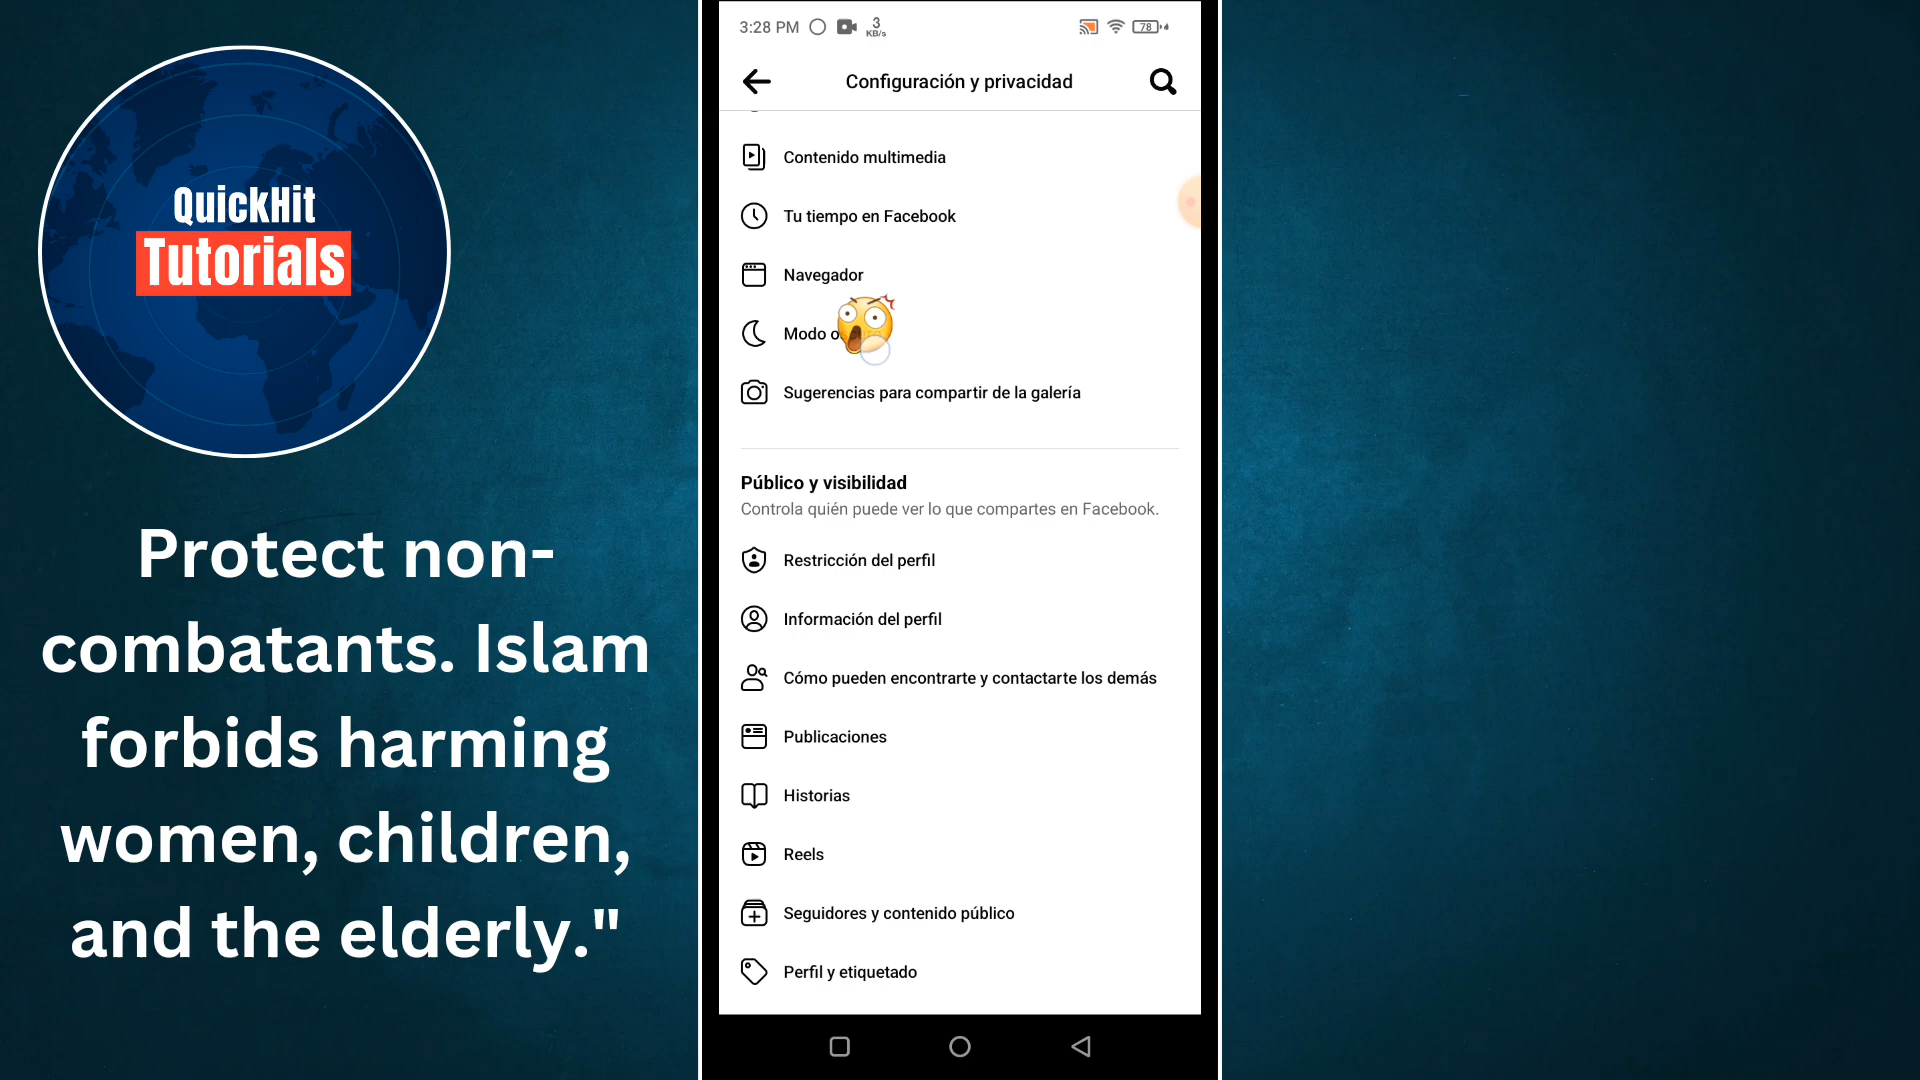 QuickHit
Tutorials
Protect non-
combatants. Islam
forbids harming
women, children,
and the elderly."
3:28 PM
3
KB/s
78
Configuración y privacidad
Contenido multimedia
Tu tiempo en Facebook
Navegador
Modo o
Sugerencias para compartir de la galería
Público y visibilidad
Controla quién puede ver lo que compartes en Facebook.
Restricción del perfil
Información del perfil
Cómo pueden encontrarte y contactarte los demás
Publicaciones
Historias
Reels
Seguidores y contenido público
Perfil y etiquetado